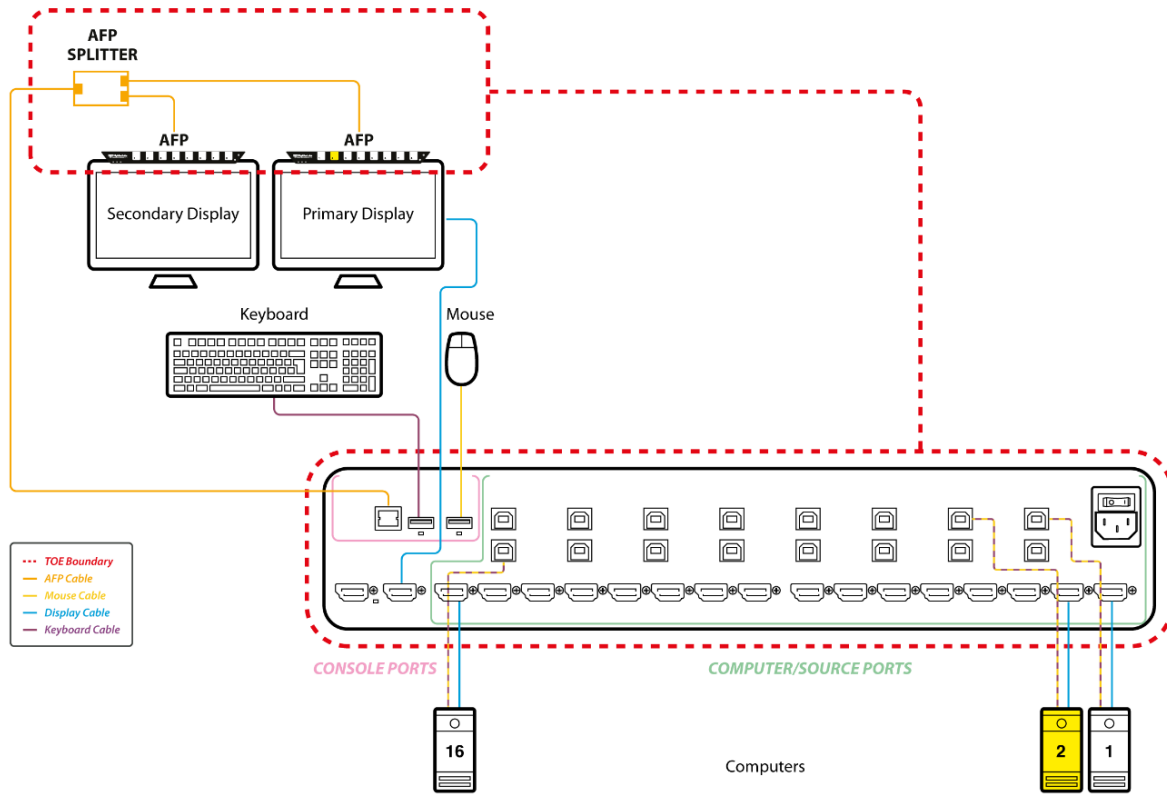 AFP
SPLITTER
AFP
AFP
Secondary Display
Primary Display
Keyboard
Mouse
TOE Boundary
AFP Cable
Mouse Cable
Display Cable
Keyboard Cable
CONSOLE PORTS
COMPUTER/SOURCE PORTS
16
2
1
Computers